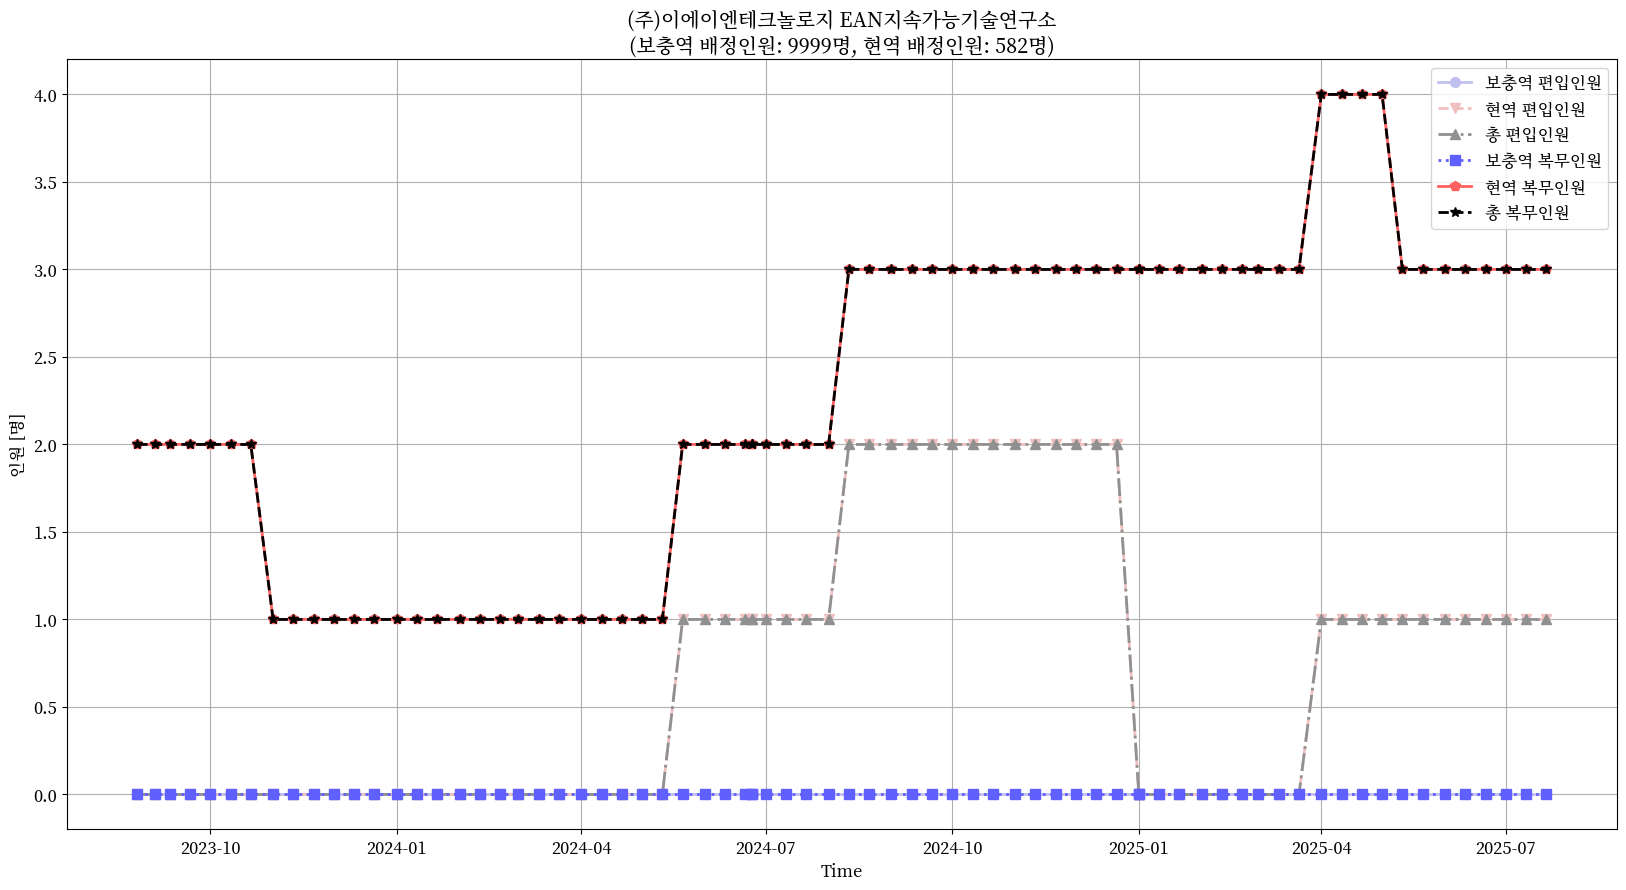 (주)이에이엔테크놀로지 EAN지속가능기술연구소
(보충역 배정인원: 9999명, 현역 배정인원: 582명)
보충역 편입인원
현역 편입인원
총 편입인원
보충역 복무인원
현역 복무인원
총 복무인원
4.0
3.5
3.0
2.5
2.0
1.5
1.0
0.5
0.0
인원 [명]
2023-10 2024-01 2024-04 2024-07 2024-10 2025-01 2025-04 2025-07
Time